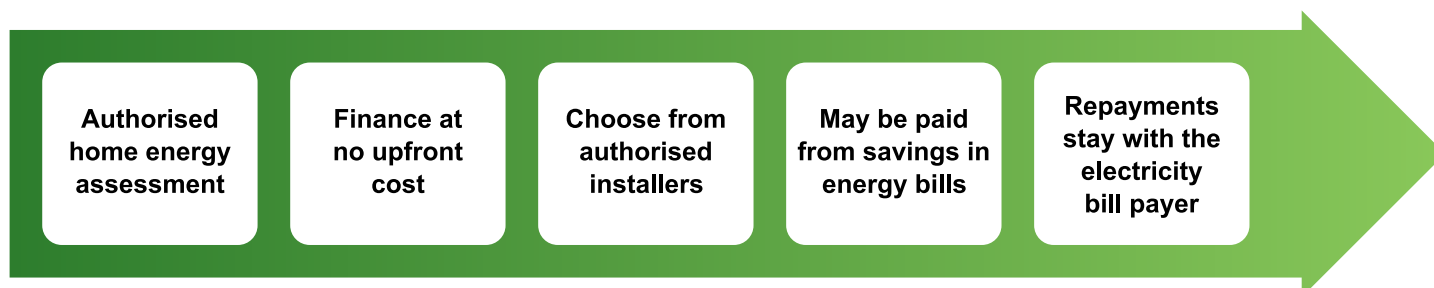 Authorised
home energy
assessment
Finance at
no upfront
cost
Choose from
authorised
installers
May be paid
from savings in
energy bills
Repayments
stay with the
electricity
bill payer